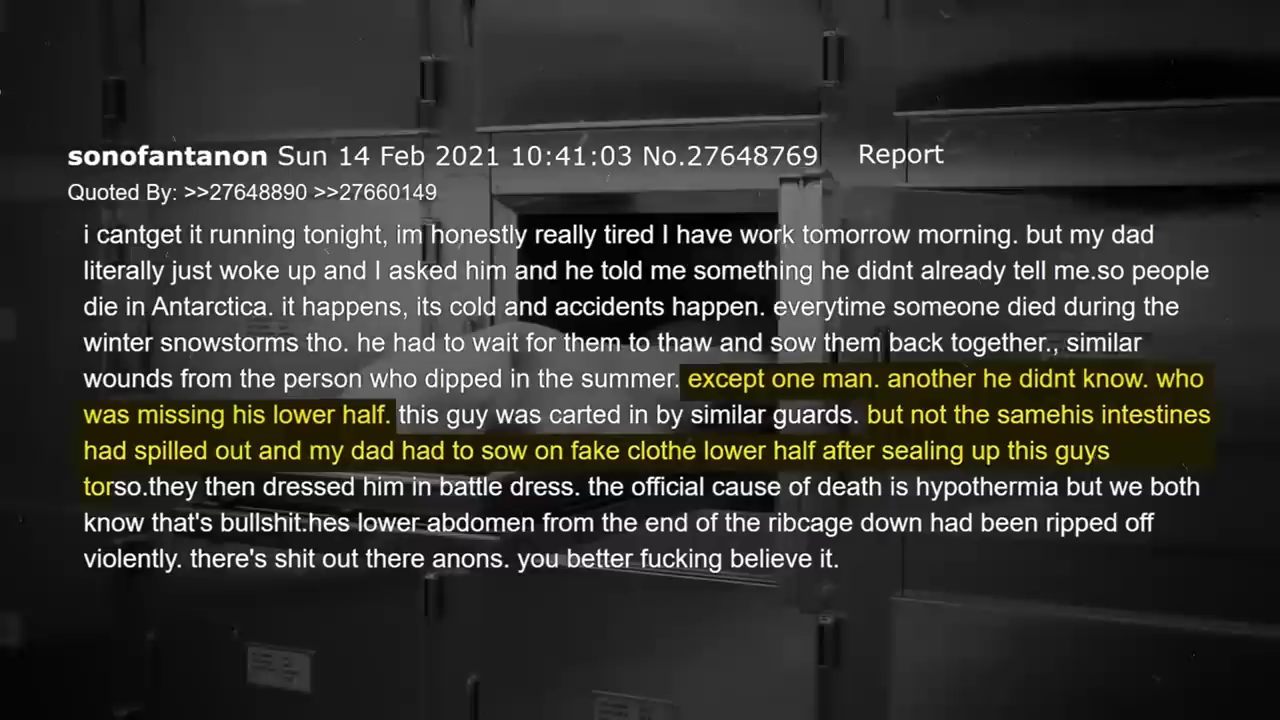 sonofantanon Sun 14 Feb 2021 10:41:03 No.27648769 Report
Quoted By: >>27648890 >>27660149
i cantget it running tonight, im honestly really tired I have work tomorrow morning. but my dad
literally just woke up and I asked him and he told me something he didnt already tell me.so people
die in Antarctica. it happens, its cold and accidents happen. everytime someone died during the
winter snowstorms tho. he had to wait for them to thaw and sow them back together., similar
wounds from the person who dipped in the summer. except one man. another he didnt know. who
was missing his lower half. this guy was carted in by similar guards. but not the samehis intestines
had spilled out and my dad had to sow on fake clothe lower half after sealing up this guys
torso.they then dressed him in battle dress. the official cause of death is hypothermia but we both
know that's bullshit.hes lower abdomen from the end of the ribcage down had been ripped off
violently. there's shit out there anons. you better fucking believe it.